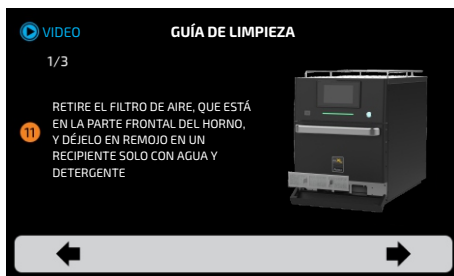 VIDEO
GUÍA DE LIMPIEZA
1/3
11
RETIRE EL FILTRO DE AIRE, QUE ESTÁ
EN LA PARTE FRONTAL DEL HORNO,
Y DÉJELO EN REMOJO EN UN
RECIPIENTE SOLO CON AGUA Y
DETERGENTE